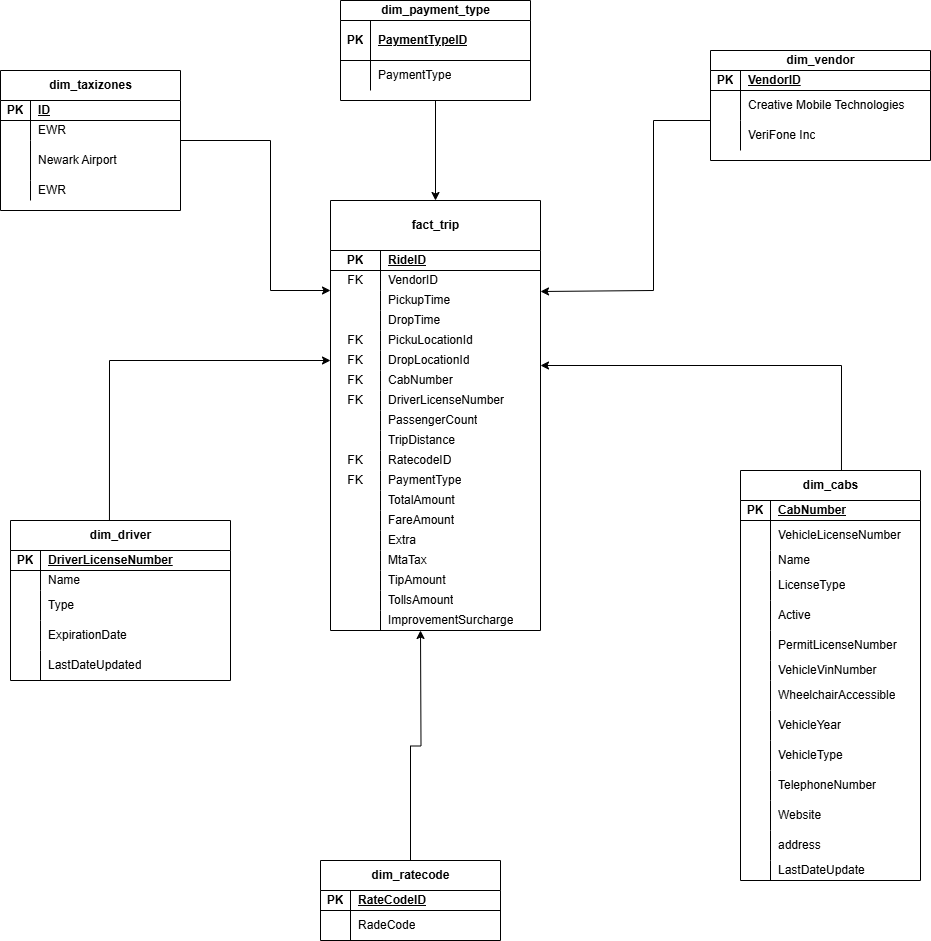 dim_payment_type
PK PaymentTypeID
PaymentType
dim_vendor
PK VendorID
Creative Mobile Technologies
VeriFone Inc
dim_taxizones
PK ID
EWR
Newark Airport
EWR
fact_trip
PK RideID
FK VendorID
PickupTime
DropTime
FK PickuLocationId
FK DropLocationId
FK CabNumber
FK DriverLicenseNumber
PassengerCount
TripDistance
FK RatecodeID
FK PaymentType
TotalAmount
FareAmount
Extra
MtaTax
TipAmount
TollsAmount
ImprovementSurcharge
dim_driver
PK DriverLicenseNumber
Name
Type
ExpirationDate
LastDateUpdated
dim_cabs
PK CabNumber
VehicleLicenseNumber
Name
LicenseType
Active
PermitLicenseNumber
VehicleVinNumber
WheelchairAccessible
VehicleYear
VehicleType
TelephoneNumber
Website
address
LastDateUpdate
dim_ratecode
PK RateCodeID
RadeCode